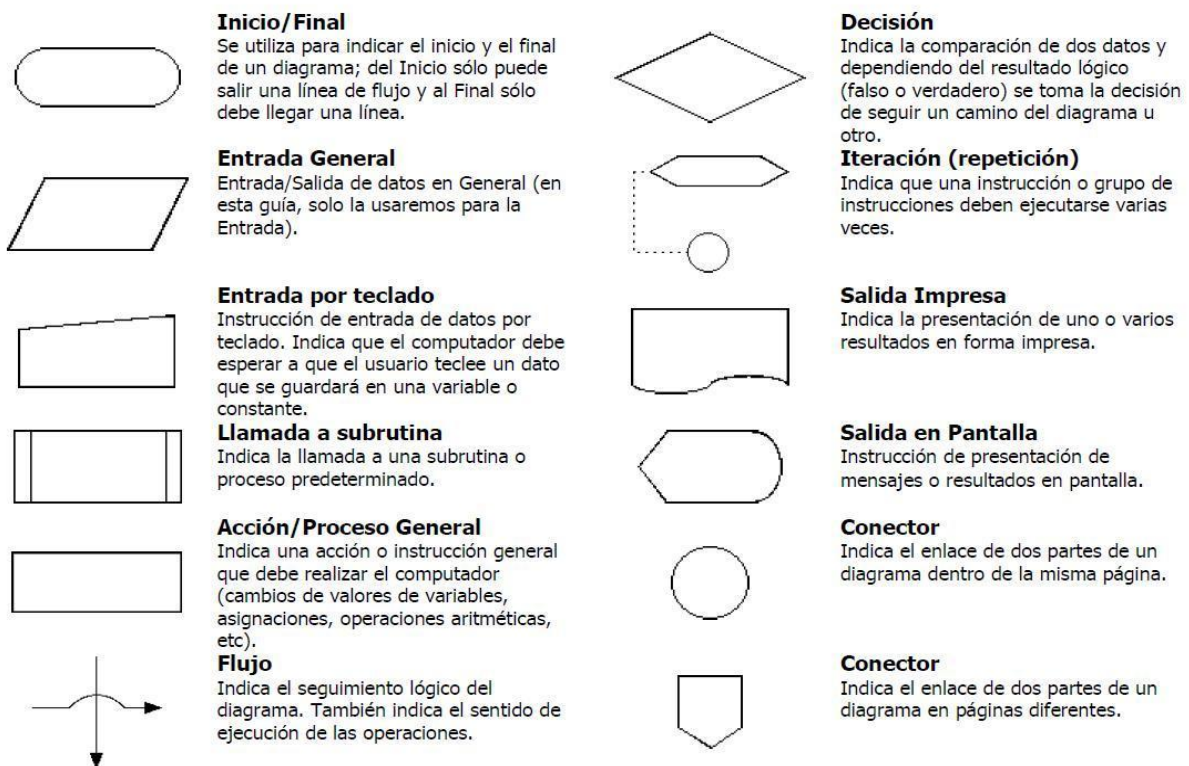 Inicio/Final
Se utiliza para indicar el inicio y el final
de un diagrama; del Inicio sólo puede
salir una línea de flujo y al Final sólo
debe llegar una línea.
Entrada General
Entrada/Salida de datos en General (en
esta guía, solo la usaremos para la
Entrada).
Entrada por teclado
Instrucción de entrada de datos por
teclado. Indica que el computador debe
esperar a que el usuario teclee un dato
que se guardará en una variable o
constante.
Llamada a subrutina
Indica la llamada a una subrutina o
proceso predeterminado.
Acción/Proceso General
Indica una acción o instrucción general
que debe realizar el computador
(cambios de valores de variables,
asignaciones, operaciones aritméticas,
etc).
Flujo
Indica el seguimiento lógico del
diagrama. También indica el sentido de
ejecución de las operaciones.
Decisión
Indica la comparación de dos datos y
dependiendo del resultado lógico
(falso o verdadero) se toma la decisión
de seguir un camino del diagrama u
otro.
Iteración (repetición)
Indica que una instrucción o grupo de
instrucciones deben ejecutarse varias
veces.
Salida Impresa
Indica la presentación de uno o varios
resultados en forma impresa.
Salida en Pantalla
Instrucción de presentación de
mensajes o resultados en pantalla.
Conector
Indica el enlace de dos partes de un
diagrama dentro de la misma página.
Conector
Indica el enlace de dos partes de un
diagrama en páginas diferentes.